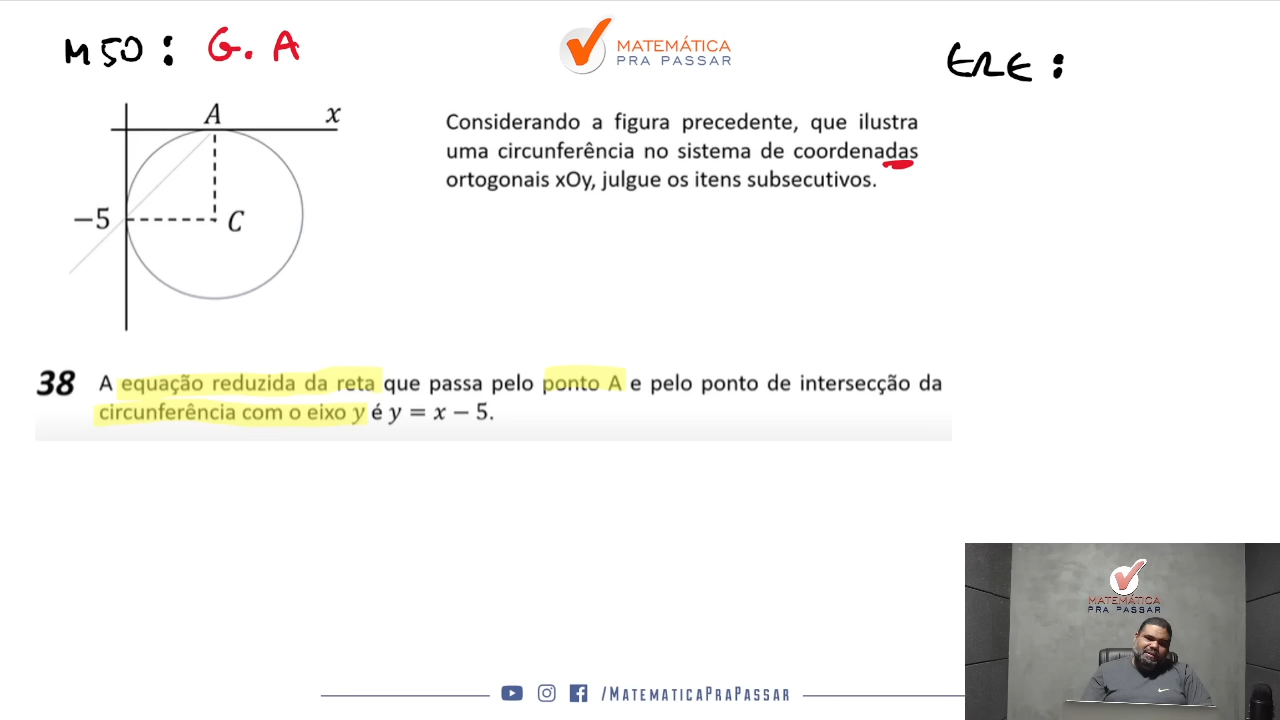 M50: G. A
MATEMÁTICA
PRA PASSAR
ERE:
A
x
−5
C
Considerando a figura precedente, que ilustra
uma circunferência no sistema de coordenadas
ortogonais xOy, julgue os itens subsecutivos.
38 A equação reduzida da reta que passa pelo ponto A e pelo ponto de intersecção da
circunferência com o eixo y é y = x − 5.
MATEMÁTICA
PRA PASSAR
/MATEMATICAPRAPASSAR